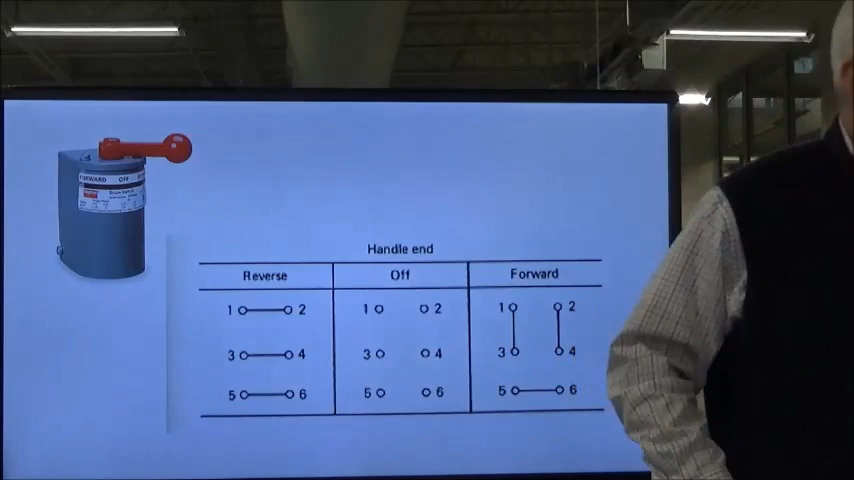 FORWARD OFF
Handle end
Reverse Off Forward
1 2 1 2 1 2
3 4 3 4 3 4
5 6 5 6 5 6